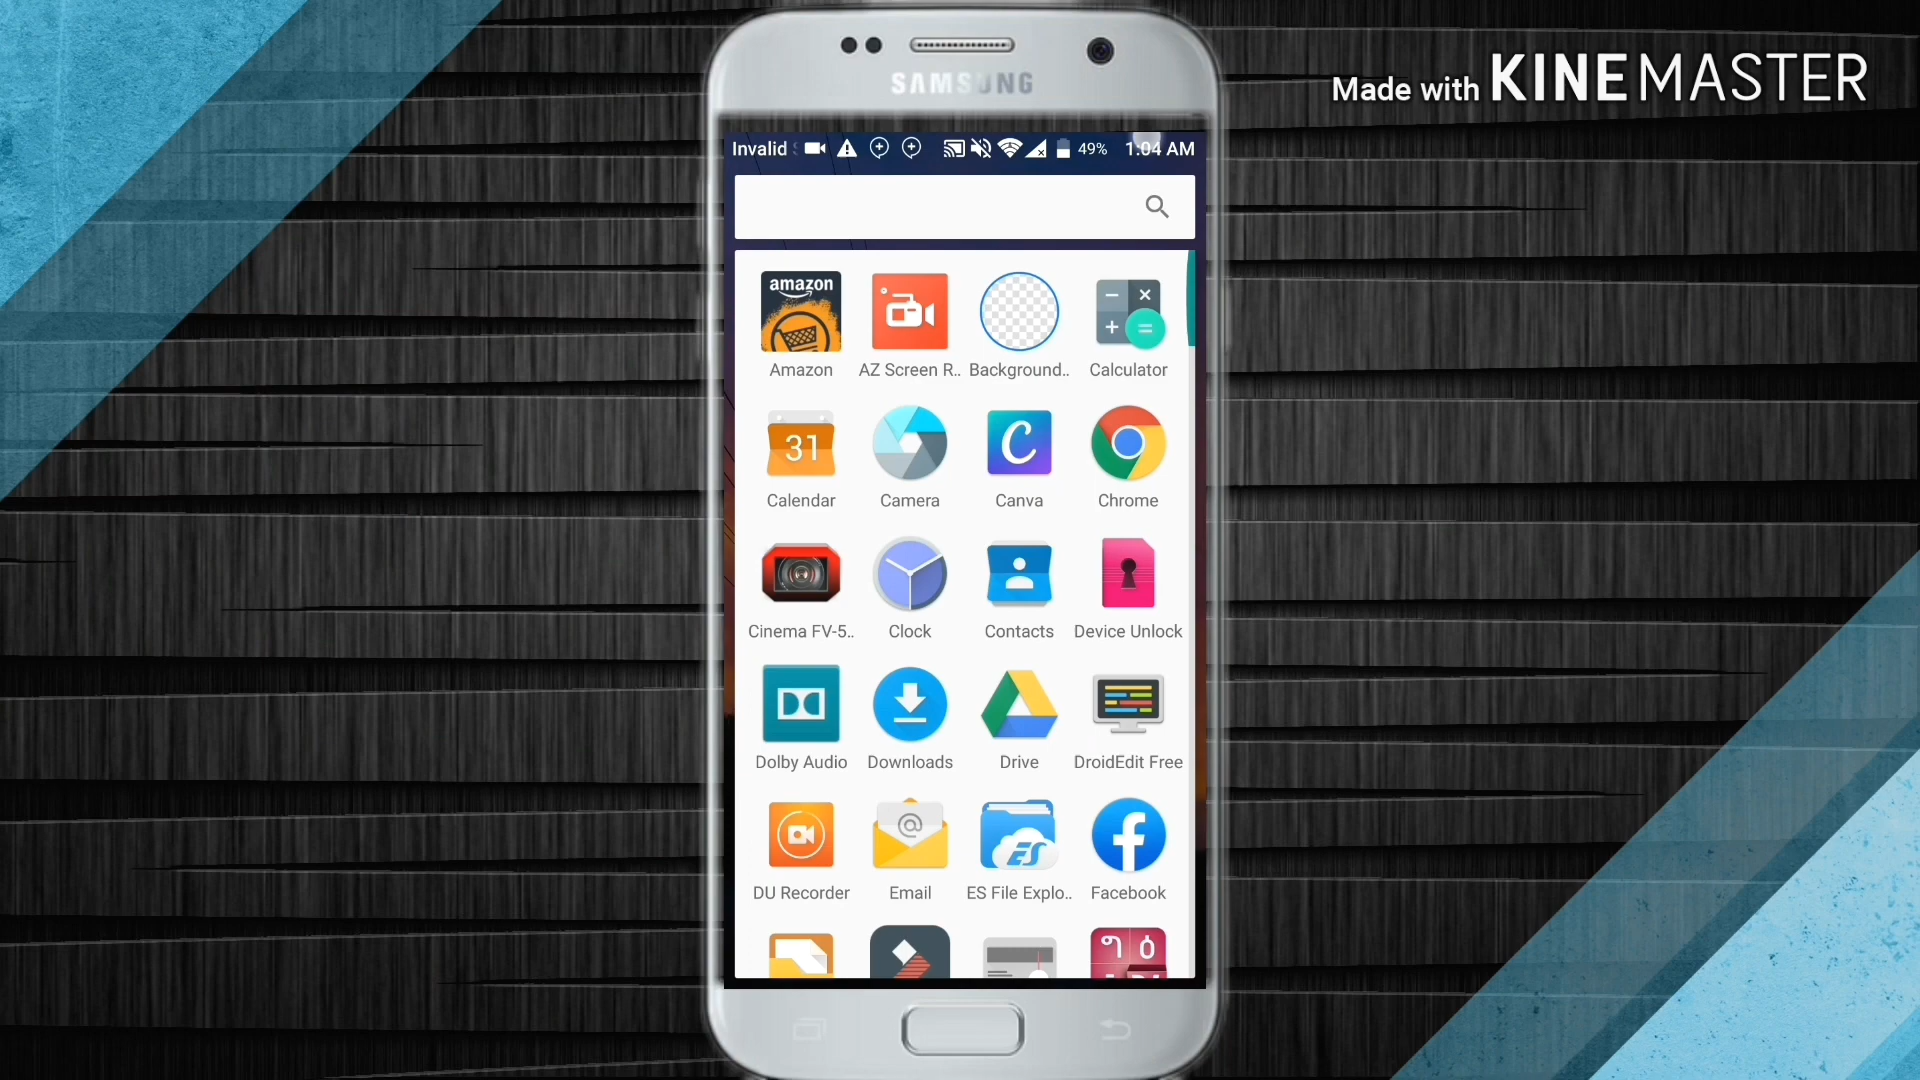 Made with KINEMASTER
SAMSUNG
Invalid
49%
1:04 AM
amazon
Amazon
AZ Screen R..
Background..
Calculator
31
Calendar
Camera
C
Canva
Chrome
Cinema FV-5..
Clock
Contacts
Device Unlock
Dolby Audio
Downloads
Drive
DroidEdit Free
DU Recorder
@
Email
ES
ES File Explo..
f
Facebook